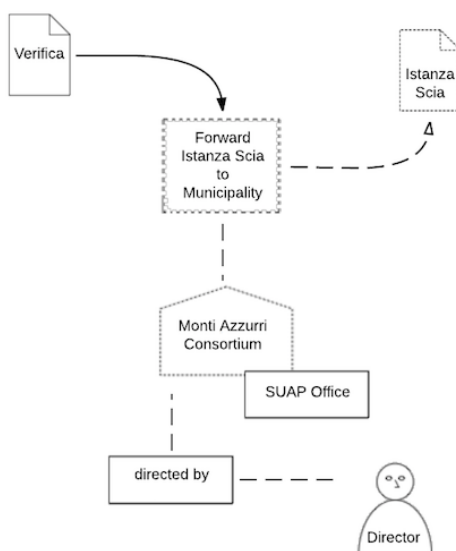 Verifica
Istanza
Scia
Forward
Istanza Scia
to
Municipality
Monti Azzurri
Consortium
SUAP Office
directed by
Director